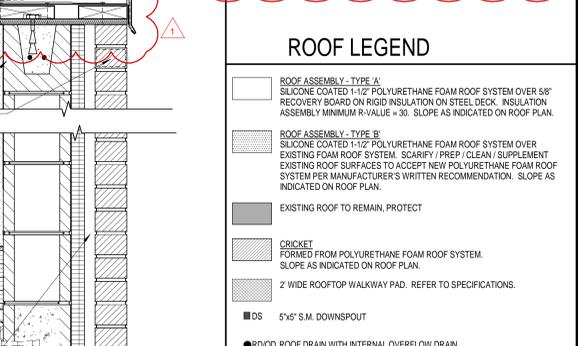 1
ROOF LEGEND
ROOF ASSEMBLY - TYPE 'A'
SILICONE COATED 1-1/2" POLYURETHANE FOAM ROOF SYSTEM OVER 5/8"
RECOVERY BOARD ON RIGID INSULATION ON STEEL DECK. INSULATION
ASSEMBLY MINIMUM R-VALUE = 30. SLOPE AS INDICATED ON ROOF PLAN.
ROOF ASSEMBLY - TYPE 'B'
SILICONE COATED 1-1/2" POLYURETHANE FOAM ROOF SYSTEM OVER
EXISTING FOAM ROOF SYSTEM. SCARIFY / PREP / CLEAN / SUPPLEMENT
EXISTING ROOF SURFACES TO ACCEPT NEW POLYURETHANE FOAM ROOF
SYSTEM PER MANUFACTURER'S WRITTEN RECOMMENDATION. SLOPE AS
INDICATED ON ROOF PLAN.
EXISTING ROOF TO REMAIN, PROTECT
CRICKET
FORMED FROM POLYURETHANE FOAM ROOF SYSTEM.
SLOPE AS INDICATED ON ROOF PLAN.
2' WIDE ROOFTOP WALKWAY PAD. REFER TO SPECIFICATIONS.
DS 5"x5" S.M. DOWNSPOUT
RD/OD ROOF DRAIN WITH INTERNAL OVERFLOW DRAIN